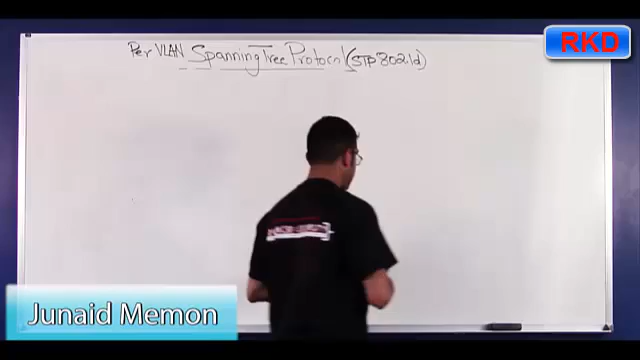 RKD
Per VLAN Spanning Tree Protocol (STP 802.1d)
Junaid Memon